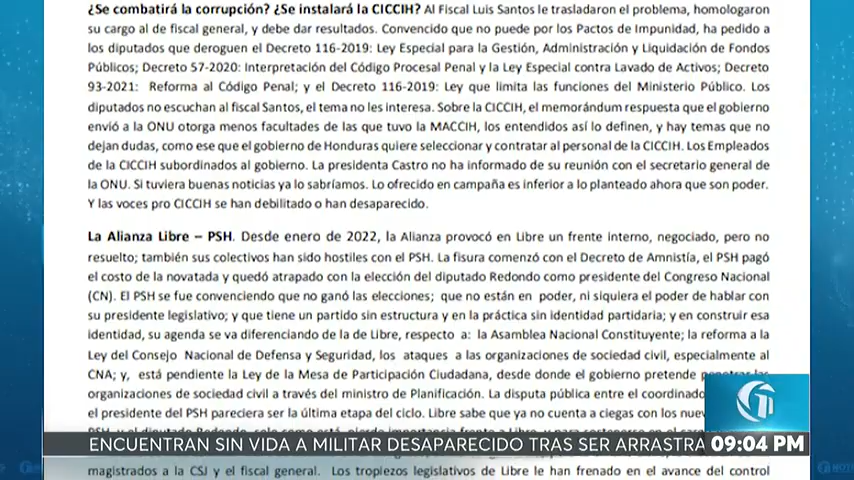 ¿Se combatirá la corrupción? ¿Se instalará la CICCIH? Al Fiscal Luis Santos le trasladaron el problema, homologaron
su cargo al de fiscal general, y debe dar resultados. Convencido que no puede por los Pactos de Impunidad, ha pedido a
los diputados que deroguen el Decreto 116-2019: Ley Especial para la Gestión, Administración y Liquidación de Fondos
Públicos; Decreto 57-2020: Interpretación del Código Procesal Penal y la Ley Especial contra Lavado de Activos; Decreto
93-2021: Reforma al Código Penal; y el Decreto 116-2019: Ley que limita las funciones del Ministerio Público. Los
diputados no escuchan al fiscal Santos, el tema no les interesa. Sobre la CICCIH, el memorándum respuesta que el gobierno
envió a la ONU otorga menos facultades de las que tuvo la MACCIH, los entendidos así lo definen, y hay temas que no
dejan dudas, como ese que el gobierno de Honduras quiere seleccionar y contratar al personal de la CICCIH. Los Empleados
de la CICCIH subordinados al gobierno. La presidenta Castro no ha informado de su reunión con el secretario general de
la ONU. Si tuviera buenas noticias ya lo sabríamos. Lo ofrecido en campaña es inferior a lo planteado ahora que son poder.
Y las voces pro CICCIH se han debilitado o han desaparecido.
La Alianza Libre – PSH. Desde enero de 2022, la Alianza provocó en Libre un frente interno, negociado, pero no
resuelto; también sus colectivos han sido hostiles con el PSH. La fisura comenzó con el Decreto de Amnistía, el PSH pagó
el costo de la novatada y quedó atrapado con la elección del diputado Redondo como presidente del Congreso Nacional
(CN). El PSH se fue convenciendo que no ganó las elecciones; que no están en poder, ni siquiera el poder de hablar con
su presidente legislativo; y que tiene un partido sin estructura y en la práctica sin identidad partidaria; y en construir esa
identidad, su agenda se va diferenciando de la de Libre, respecto a: la Asamblea Nacional Constituyente; la reforma a la
Ley del Consejo Nacional de Defensa y Seguridad, los ataques a las organizaciones de sociedad civil, especialmente al
CNA; y, está pendiente la Ley de la Mesa de Participación Ciudadana, desde donde el gobierno pretende penetrar las
organizaciones de sociedad civil a través del ministro de Planificación. La disputa pública entre el coordinado
el presidente del PSH pareciera ser la última etapa del ciclo. Libre sabe que ya no cuenta a ciegas con los nue
ENCUENTRAN SIN VIDA A MILITAR DESAPARECIDO TRAS SER ARRASTRA
09:04 PM
magistrados a la CSJ y el fiscal general. Los tropiezos legislativos de Libre le han frenado en el avance del control